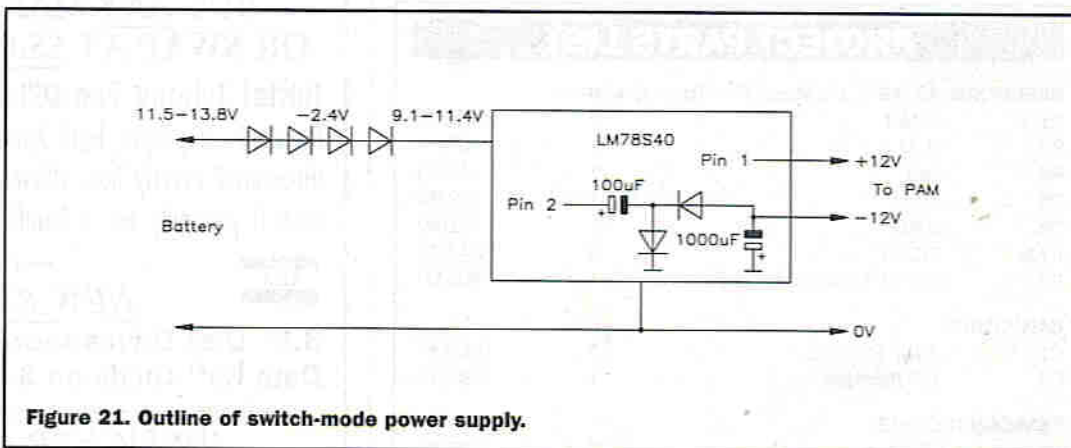 11.5–13.8V
–2.4V
9.1–11.4V
LM78S40
Pin 1
+12V
100uF
Pin 2
To PAM
–12V
1000uF
Battery
0V
Figure 21. Outline of switch-mode power supply.